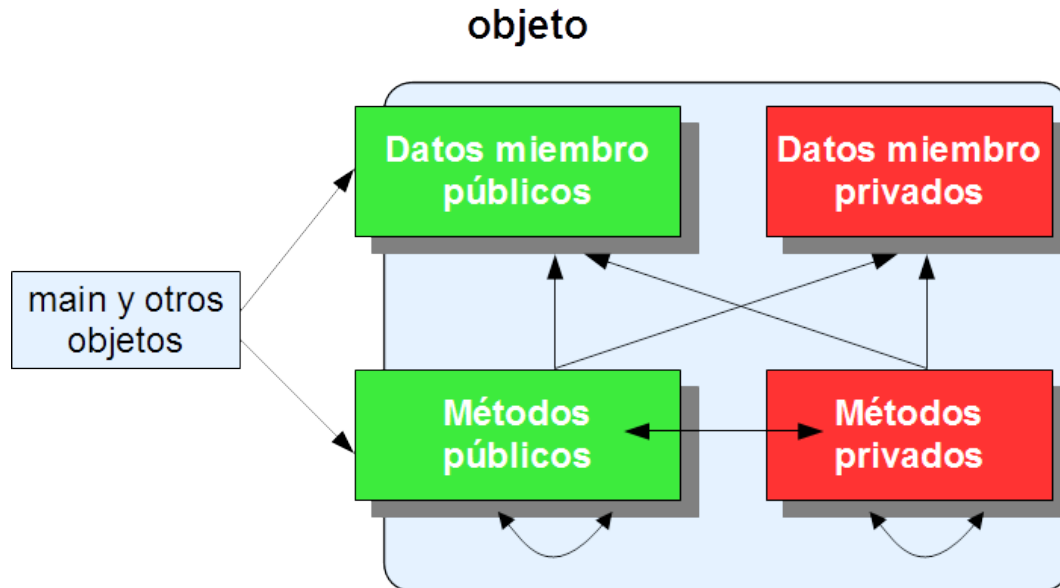 objeto
Datos miembro
públicos
Datos miembro
privados
main y otros
objetos
Métodos
públicos
Métodos
privados